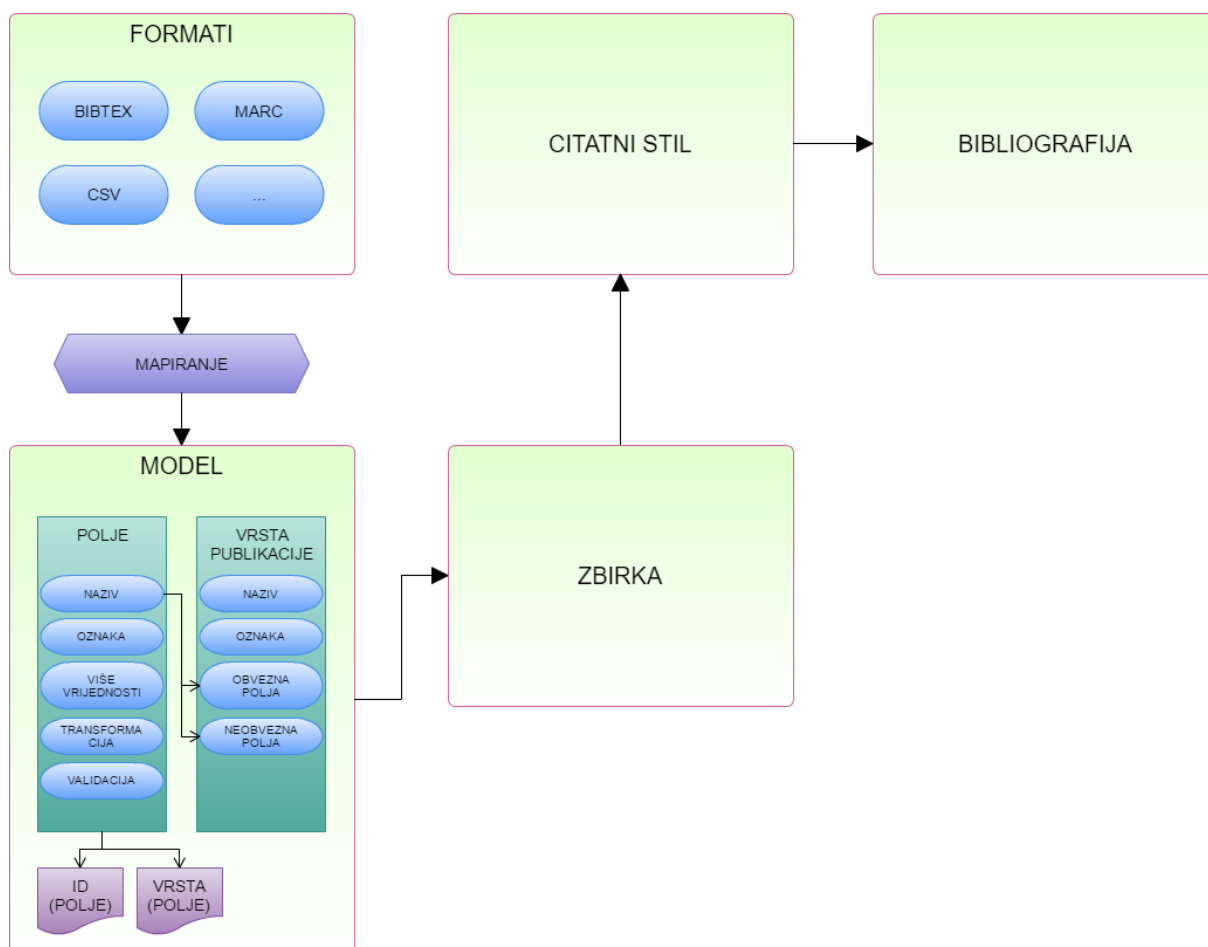 FORMATI
BIBTEX
MARC
CSV
...
MAPIRANJE
MODEL
POLJE
NAZIV
OZNAKA
VIŠE
VRIJEDNOSTI
TRANSFORMA
CIJA
VALIDACIJA
VRSTA
PUBLIKACIJE
NAZIV
OZNAKA
OBVEZNA
POLJA
NEOBVEZNA
POLJA
ID
(POLJE)
VRSTA
(POLJE)
ZBIRKA
CITATNI STIL
BIBLIOGRAFIJA